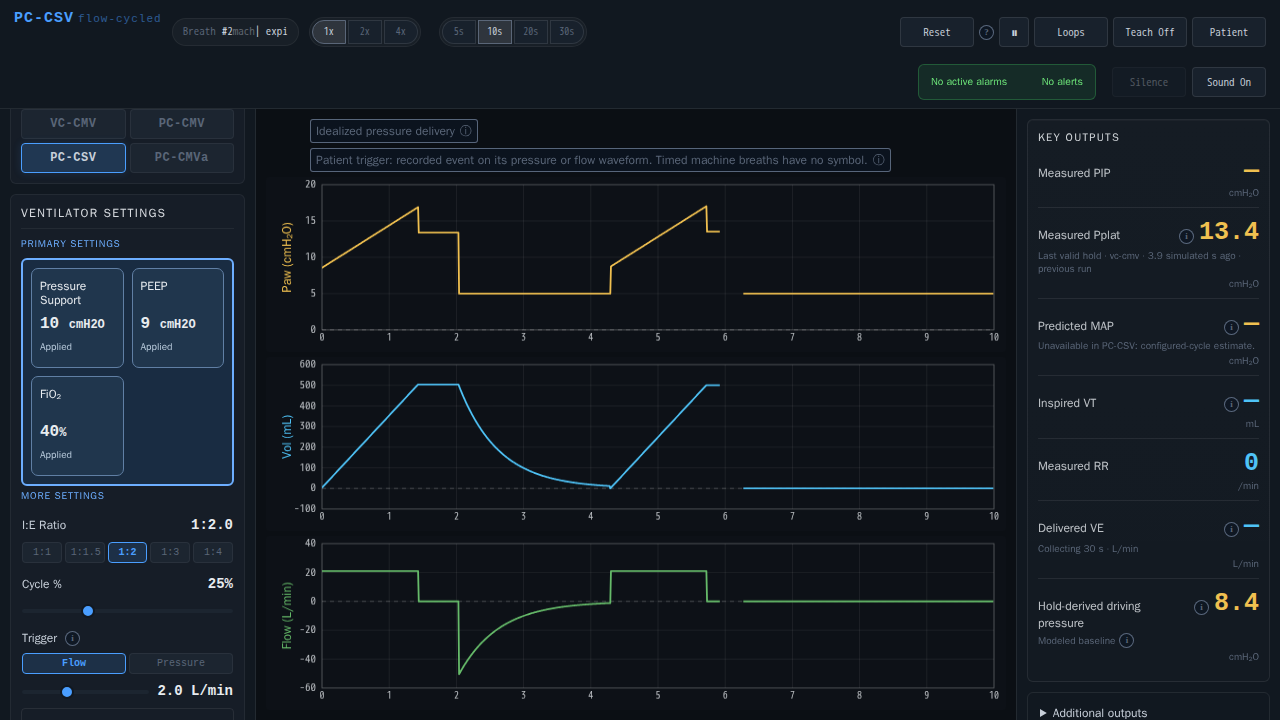 PC-CSV flow-cycled
Breath #2mach| expi
1x 2x 4x
5s 10s 20s 30s
Reset ? Loops Teach Off Patient
No active alarms No alerts
Silence Sound On
VC-CMV PC-CMV
PC-CSV PC-CMVa
VENTILATOR SETTINGS
PRIMARY SETTINGS
Pressure
Support
10 cmH2O
Applied
PEEP
9 cmH2O
Applied
FiO₂
40%
Applied
MORE SETTINGS
I:E Ratio 1:2.0
1:1 1:1.5 1:2 1:3 1:4
Cycle % 25%
Trigger ⓘ
Flow Pressure
2.0 L/min
Idealized pressure delivery ⓘ
Patient trigger: recorded event on its pressure or flow waveform. Timed machine breaths have no symbol. ⓘ
Paw (cmH₂O)
20
15
10
5
0
0 1 2 3 4 5 6 7 8 9 10
Vol (mL)
600
500
400
300
200
100
0
-100
0 1 2 3 4 5 6 7 8 9 10
Flow (L/min)
40
20
0
-20
-40
-60
0 1 2 3 4 5 6 7 8 9 10
KEY OUTPUTS
Measured PIP —
cmH₂O
Measured Pplat ⓘ 13.4
Last valid hold · vc-cmv · 3.9 simulated s ago ·
previous run
cmH₂O
Predicted MAP ⓘ —
Unavailable in PC-CSV: configured-cycle estimate.
cmH₂O
Inspired VT ⓘ —
mL
Measured RR 0
/min
Delivered VE ⓘ —
Collecting 30 s · L/min
L/min
Hold-derived driving
pressure ⓘ 8.4
Modeled baseline ⓘ
cmH₂O
▶ Additional outputs